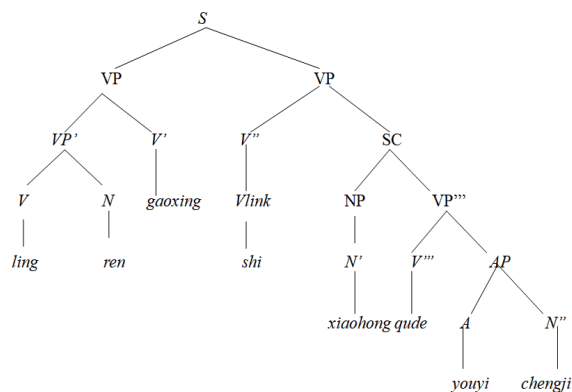 S
VP VP
VP' V' V'' SC
V N gaoxing Vlink NP VP'''
ling ren shi N' V''' AP
xiaohong qude A N''
youyi chengji